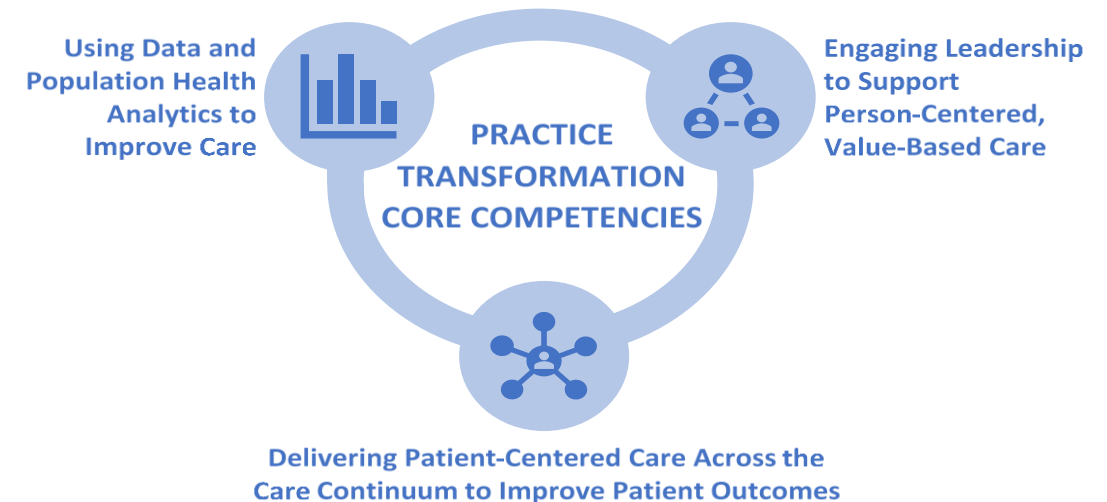 Using Data and
Population Health
Analytics to
Improve Care
Engaging Leadership
to Support
Person-Centered,
Value-Based Care
PRACTICE
TRANSFORMATION
CORE COMPETENCIES
Delivering Patient-Centered Care Across the
Care Continuum to Improve Patient Outcomes